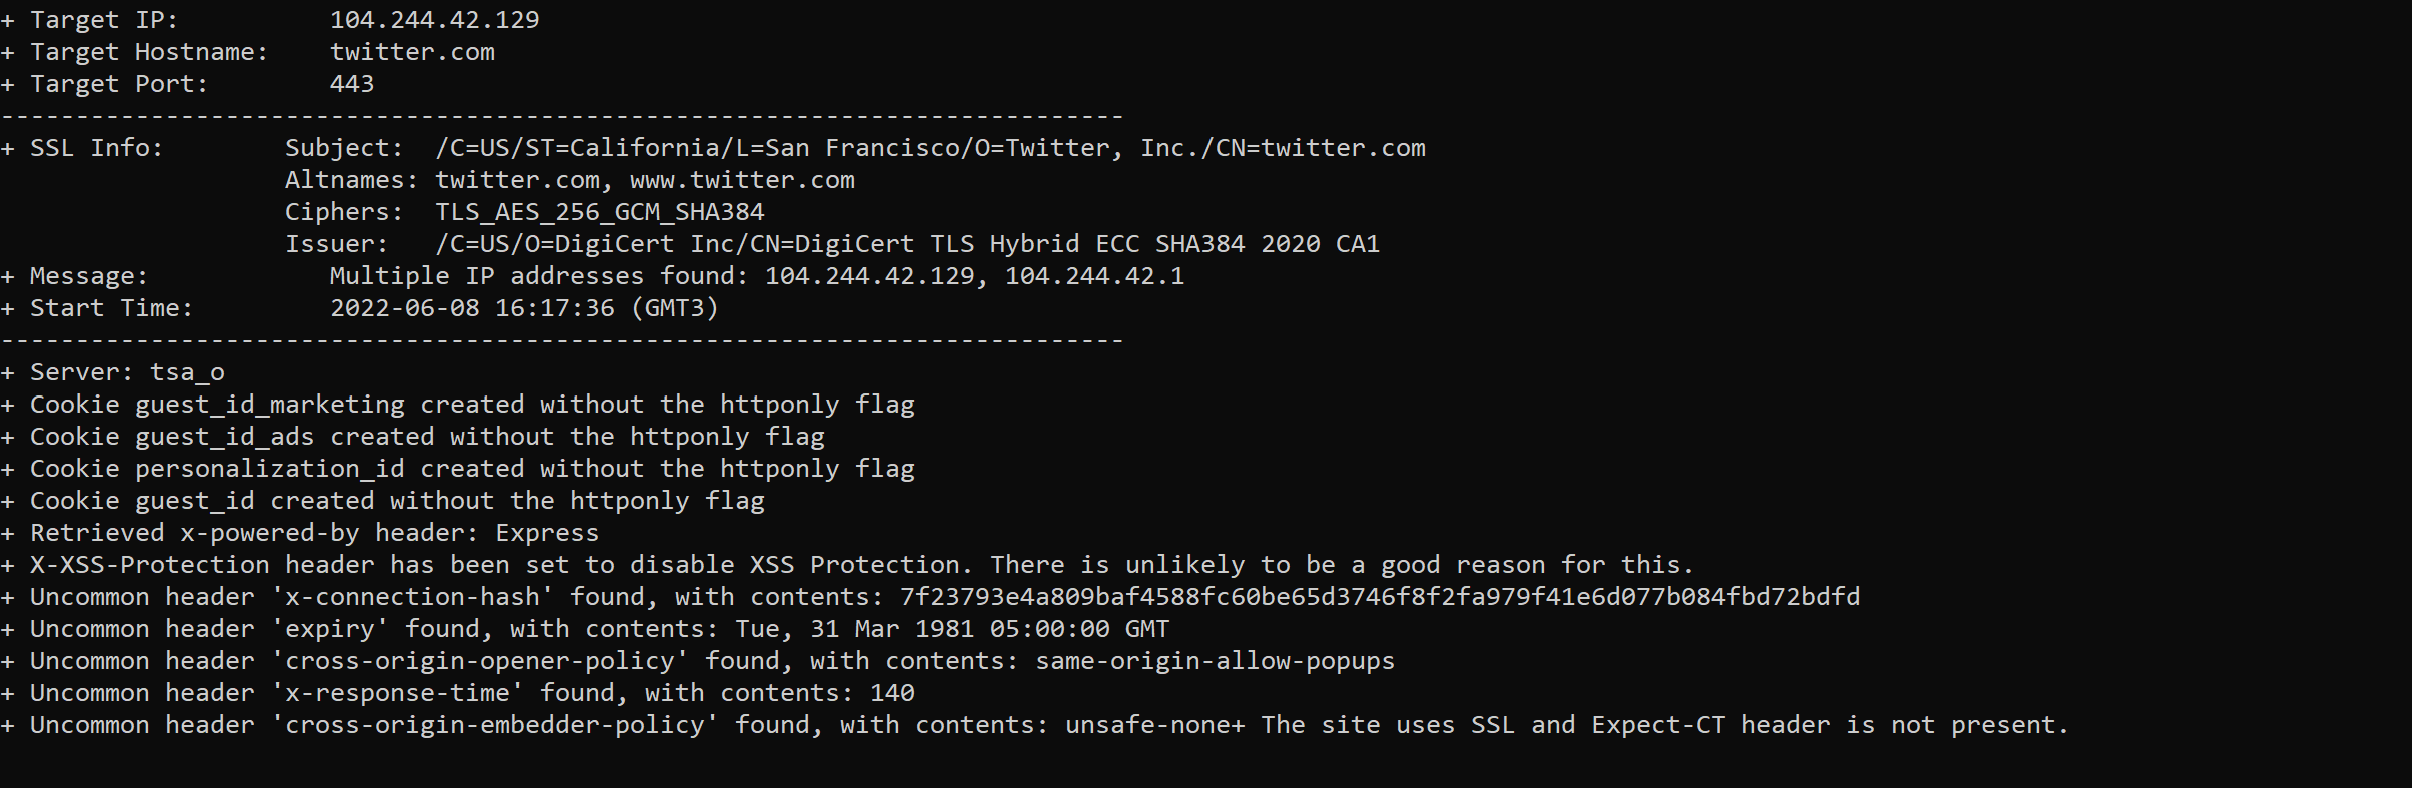 + Target IP:          104.244.42.129
+ Target Hostname:    twitter.com
+ Target Port:        443
---------------------------------------------------------------------------
+ SSL Info:        Subject:  /C=US/ST=California/L=San Francisco/O=Twitter, Inc./CN=twitter.com
                   Altnames: twitter.com, www.twitter.com
                   Ciphers:  TLS_AES_256_GCM_SHA384
                   Issuer:   /C=US/O=DigiCert Inc/CN=DigiCert TLS Hybrid ECC SHA384 2020 CA1
+ Message:            Multiple IP addresses found: 104.244.42.129, 104.244.42.1
+ Start Time:         2022-06-08 16:17:36 (GMT3)
---------------------------------------------------------------------------
+ Server: tsa_o
+ Cookie guest_id_marketing created without the httponly flag
+ Cookie guest_id_ads created without the httponly flag
+ Cookie personalization_id created without the httponly flag
+ Cookie guest_id created without the httponly flag
+ Retrieved x-powered-by header: Express
+ X-XSS-Protection header has been set to disable XSS Protection. There is unlikely to be a good reason for this.
+ Uncommon header 'x-connection-hash' found, with contents: 7f23793e4a809baf4588fc60be65d3746f8f2fa979f41e6d077b084fbd72bdfd
+ Uncommon header 'expiry' found, with contents: Tue, 31 Mar 1981 05:00:00 GMT
+ Uncommon header 'cross-origin-opener-policy' found, with contents: same-origin-allow-popups
+ Uncommon header 'x-response-time' found, with contents: 140
+ Uncommon header 'cross-origin-embedder-policy' found, with contents: unsafe-none+ The site uses SSL and Expect-CT header is not present.